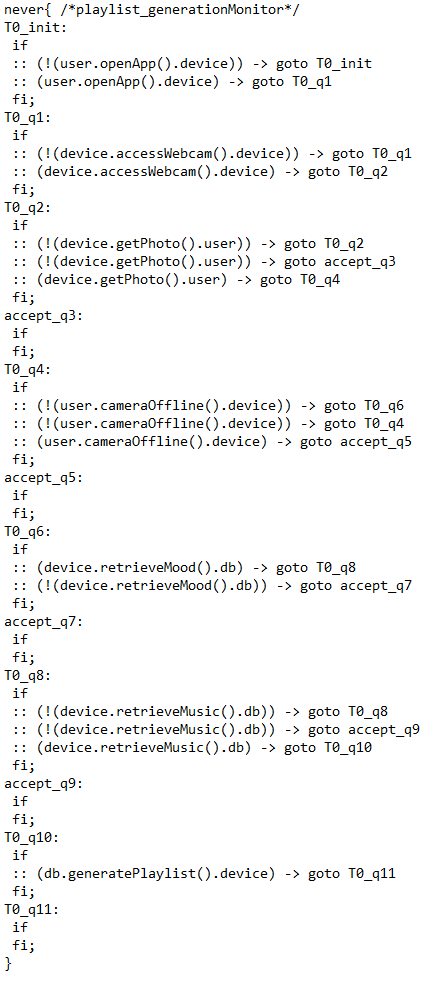 never{ /*playlist_generationMonitor*/
T0_init:
 if
 :: (!(user.openApp().device)) -> goto T0_init
 :: (user.openApp().device) -> goto T0_q1
 fi;
T0_q1:
 if
 :: (!(device.accessWebcam().device)) -> goto T0_q1
 :: (device.accessWebcam().device) -> goto T0_q2
 fi;
T0_q2:
 if
 :: (!(device.getPhoto().user)) -> goto T0_q2
 :: (!(device.getPhoto().user)) -> goto accept_q3
 :: (device.getPhoto().user) -> goto T0_q4
 fi;
accept_q3:
 if
 fi;
T0_q4:
 if
 :: (!(user.cameraOffline().device)) -> goto T0_q6
 :: (!(user.cameraOffline().device)) -> goto T0_q4
 :: (user.cameraOffline().device) -> goto accept_q5
 fi;
accept_q5:
 if
 fi;
T0_q6:
 if
 :: (device.retrieveMood().db) -> goto T0_q8
 :: (!(device.retrieveMood().db)) -> goto accept_q7
 fi;
accept_q7:
 if
 fi;
T0_q8:
 if
 :: (!(device.retrieveMusic().db)) -> goto T0_q8
 :: (!(device.retrieveMusic().db)) -> goto accept_q9
 :: (device.retrieveMusic().db) -> goto T0_q10
 fi;
accept_q9:
 if
 fi;
T0_q10:
 if
 :: (db.generatePlaylist().device) -> goto T0_q11
 fi;
T0_q11:
 if
 fi;
}